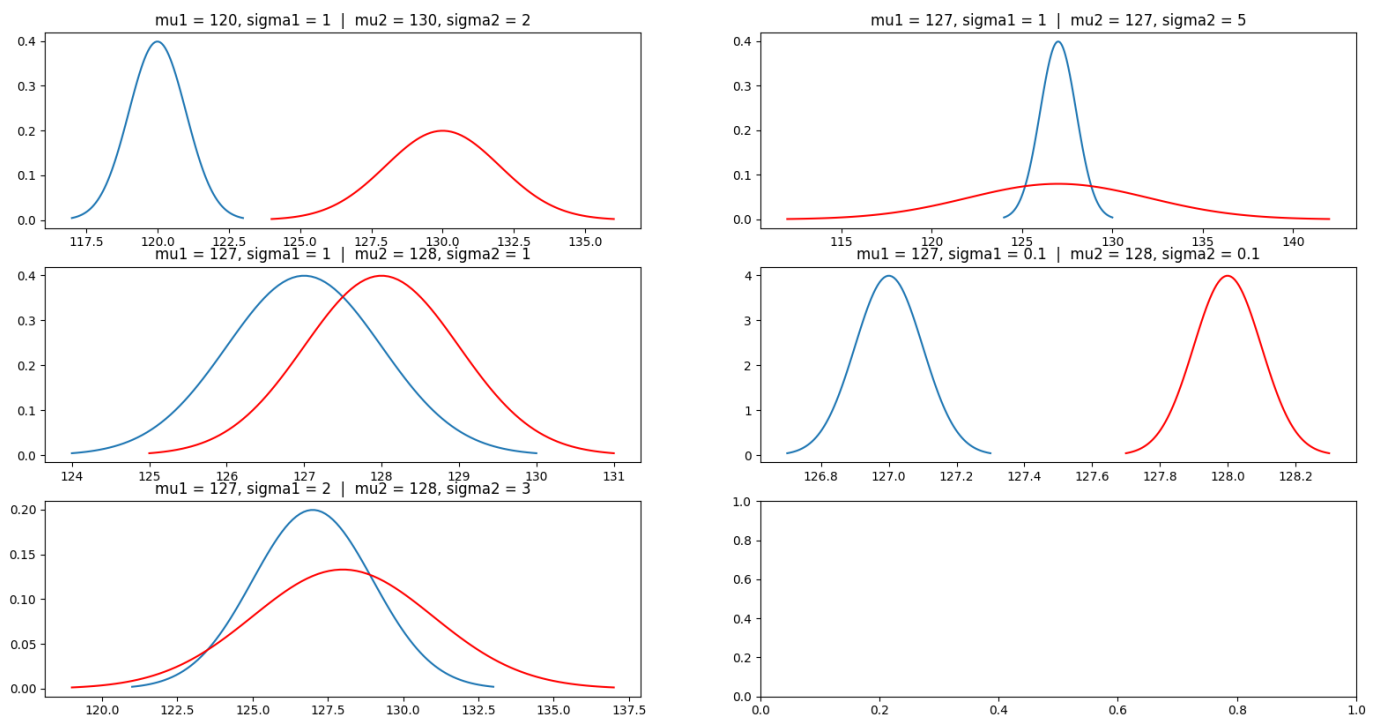 mu1 = 120, sigma1 = 1 | mu2 = 130, sigma2 = 2
0.4
0.3
0.2
0.1
0.0
117.5 120.0 122.5 125.0 127.5 130.0 132.5 135.0
mu1 = 127, sigma1 = 1 | mu2 = 127, sigma2 = 5
0.4
0.3
0.2
0.1
0.0
115 120 125 130 135 140
mu1 = 127, sigma1 = 1 | mu2 = 128, sigma2 = 1
0.4
0.3
0.2
0.1
0.0
124 125 126 127 128 129 130 131
mu1 = 127, sigma1 = 0.1 | mu2 = 128, sigma2 = 0.1
4
3
2
1
0
126.8 127.0 127.2 127.4 127.6 127.8 128.0 128.2
mu1 = 127, sigma1 = 2 | mu2 = 128, sigma2 = 3
0.20
0.15
0.10
0.05
0.00
120.0 122.5 125.0 127.5 130.0 132.5 135.0 137.5
1.0
0.8
0.6
0.4
0.2
0.0
0.0 0.2 0.4 0.6 0.8 1.0